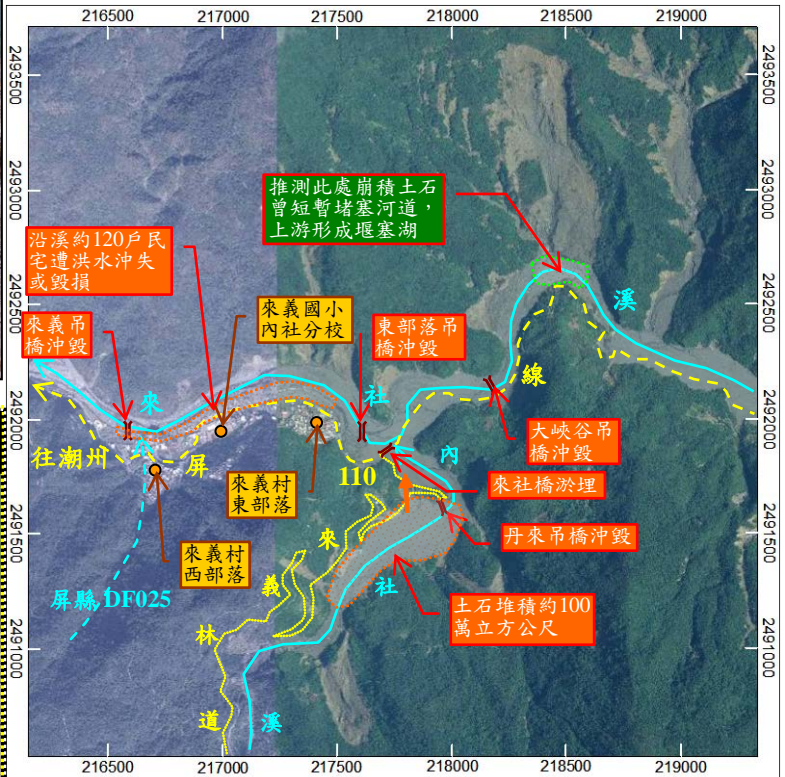 216500
217000
217500
218000
218500
219000
2493500
2493000
2492500
2492000
2491500
2491000
2493500
2493000
2492500
2492000
2491500
2491000
推測此處崩積土石
曾短暫堵塞河道，
上游形成堰塞湖
沿溪約120戶民
宅遭洪水沖失
或毀損
來義國小
內社分校
東部落吊
橋沖毀
來義吊
橋沖毀
溪
線
來
社
內
大峽谷吊
橋沖毀
往潮州
屏
110
來義村
東部落
來社橋淤埋
來義村
西部落
丹來吊橋沖毀
來
義
林
道
社
溪
屏縣DF025
土石堆積約100
萬立方公尺
216500
217000
217500
218000
218500
219000